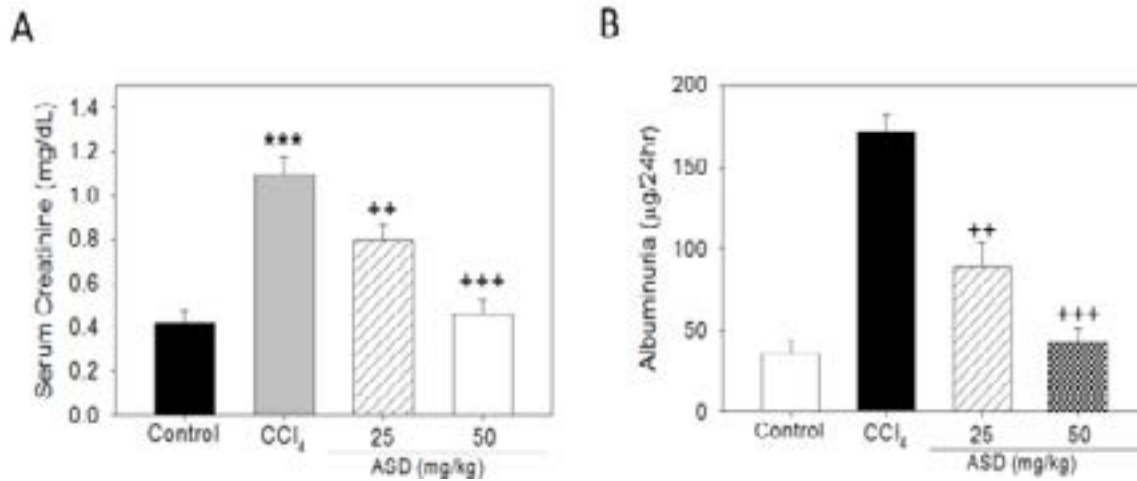 A
Serum Creatinine (mg/dL)
1.4
1.2
1.0
0.8
0.6
0.4
0.2
0.0
***
++
+++
Control CCl₄ 25 50
ASD (mg/kg)
B
Albuminuria (µg/24hr)
200
150
100
50
0
++
+++
Control CCl₄ 25 50
ASD (mg/kg)